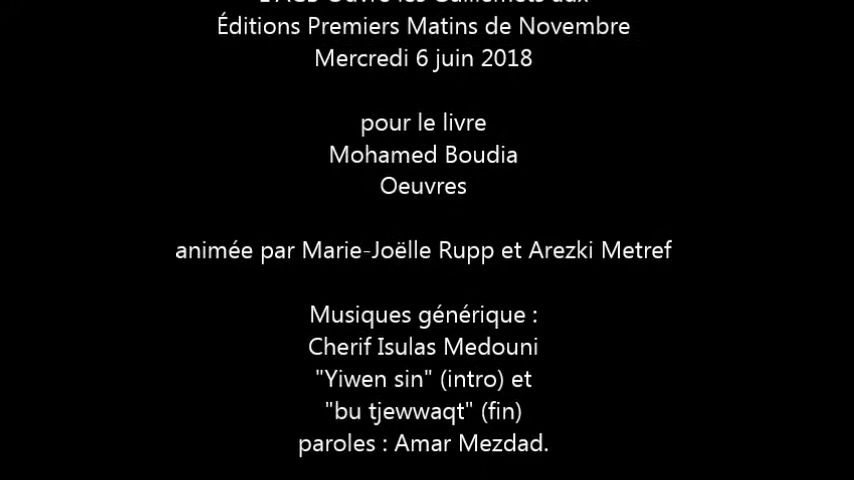 Éditions Premiers Matins de Novembre
Mercredi 6 juin 2018
pour le livre
Mohamed Boudia
Oeuvres
animée par Marie-Joëlle Rupp et Arezki Metref
Musiques générique :
Cherif Isulas Medouni
"Yiwen sin" (intro) et
"bu tjewwaqt" (fin)
paroles : Amar Mezdad.